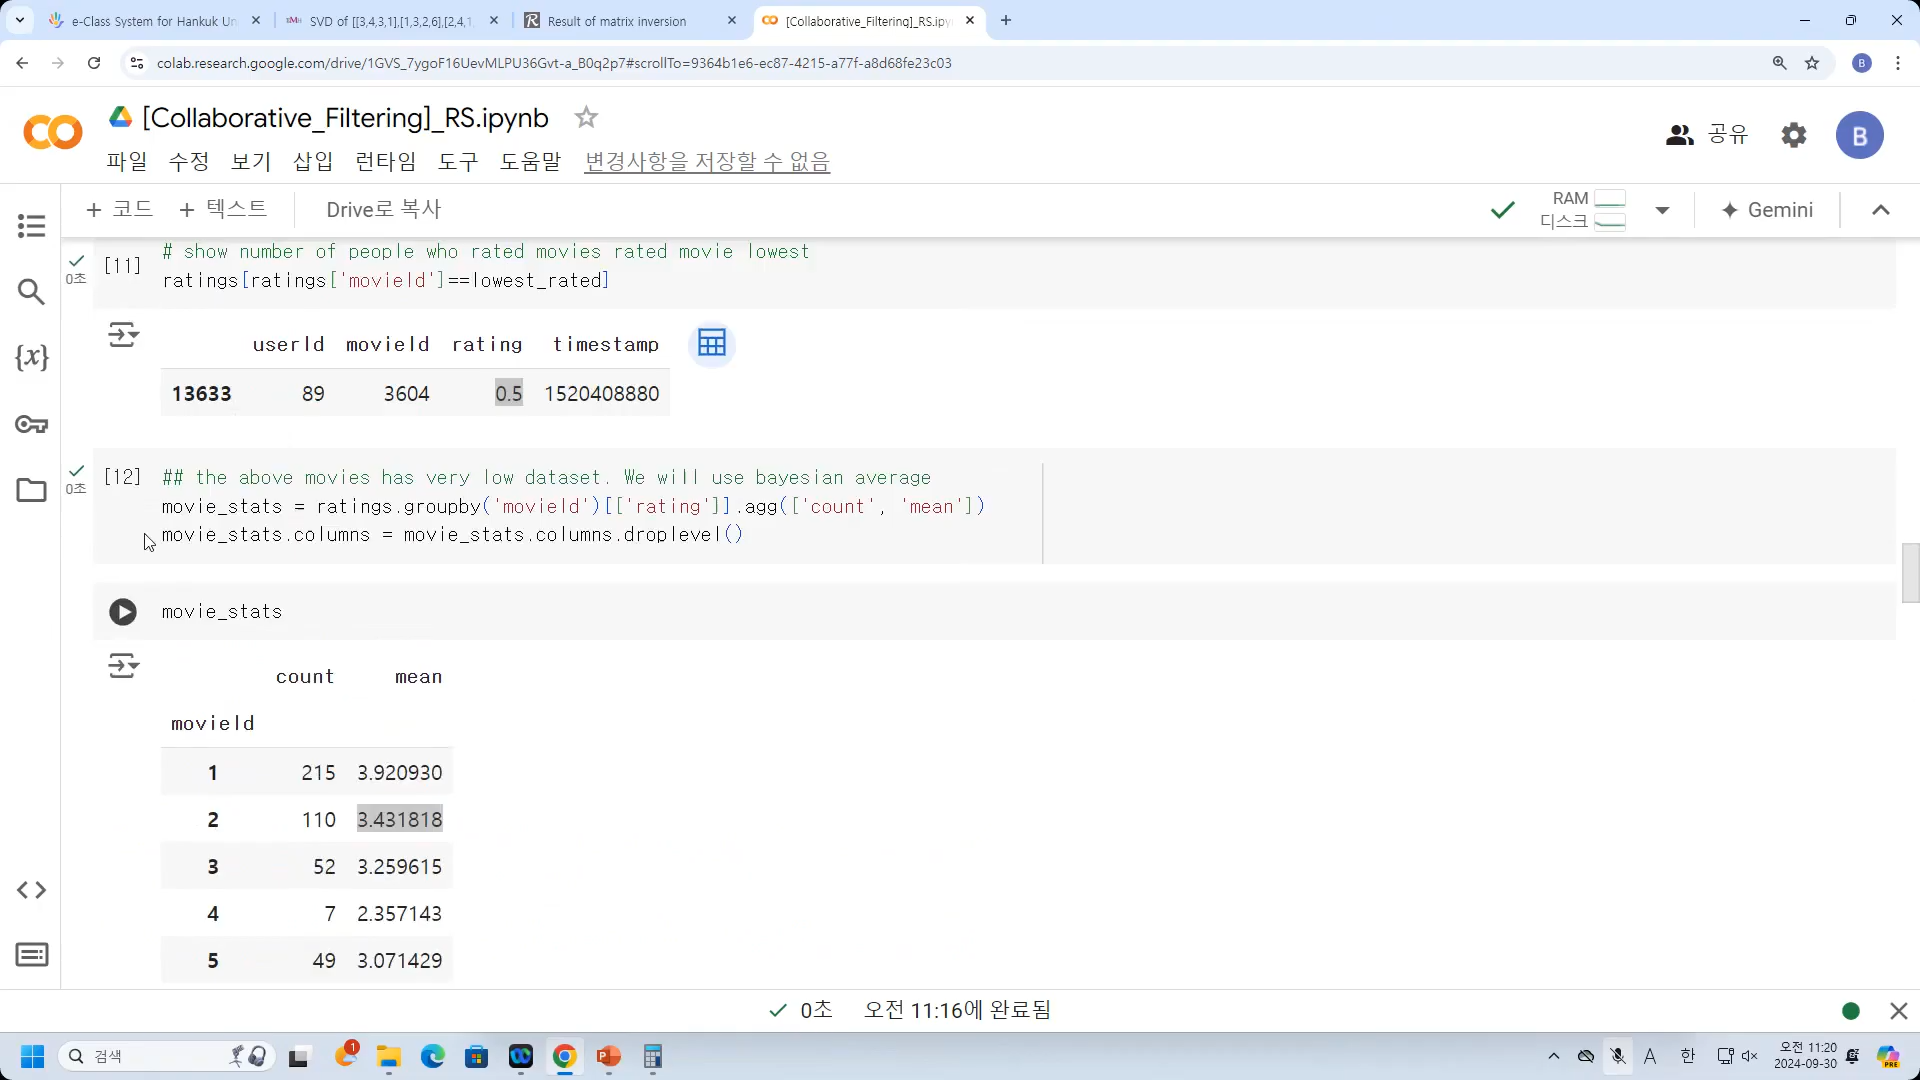 e-Class System for Hankuk Un
SVD of [[3,4,3,1],[1,3,2,6],[2,4,1,
Result of matrix inversion
[Collaborative_Filtering]_RS.ipyn
colab.research.google.com/drive/1GVS_7ygoF16UevMLPU36Gvt-a_B0q2p7#scrollTo=9364b1e6-ec87-4215-a77f-a8d68fe23c03
B
[Collaborative_Filtering]_RS.ipynb
파일 수정 보기 삽입 런타임 도구 도움말 변경사항을 저장할 수 없음
공유
B
+ 코드 + 텍스트 Drive로 복사
RAM
디스크
Gemini
# show number of people who rated movies rated movie lowest
[11]
0초
ratings[ratings['movieId']==lowest_rated]
userId movieId rating timestamp
13633 89 3604 0.5 1520408880
[12]
0초
## the above movies has very low dataset. We will use bayesian average
movie_stats = ratings.groupby('movieId')[['rating']].agg(['count', 'mean'])
movie_stats.columns = movie_stats.columns.droplevel()
movie_stats
count mean
movieId
1 215 3.920930
2 110 3.431818
3 52 3.259615
4 7 2.357143
5 49 3.071429
0초 오전 11:16에 완료됨
검색
1
A
한
오전 11:20
2024-09-30
PRE